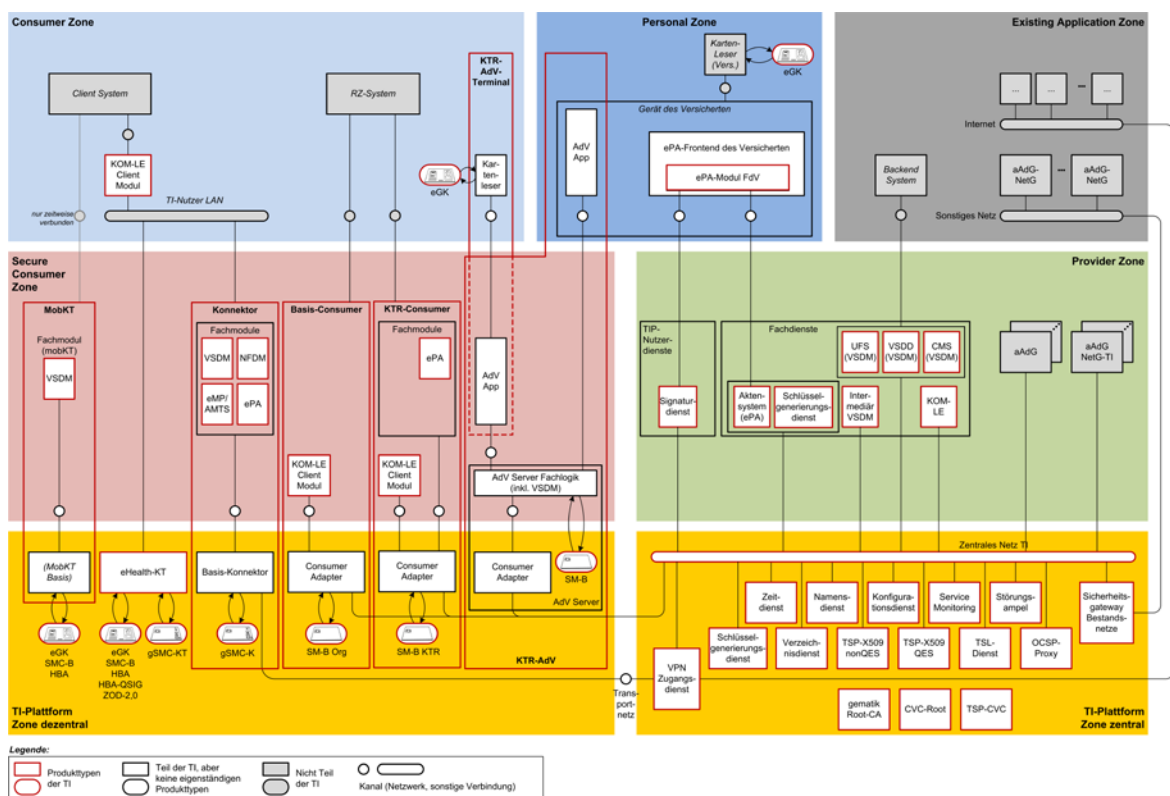 Consumer Zone
Client System
RZ-System
KTR-
AdV-
Terminal
KOM-LE
Client
Modul
eGK
Kar-
ten-
leser
TI-Nutzer LAN
nur zeitweise
verbunden
Personal Zone
Karten-
Leser
(Vers.)
eGK
Gerät des Versicherten
AdV
App
ePA-Frontend des Versicherten
ePA-Modul FdV
Existing Application Zone
...
...
...
Internet
Backend
System
aAdG-
NetG
aAdG-
NetG
Sonstiges Netz
Secure
Consumer
Zone
MobKT
Fachmodul
(mobKT)
VSDM
Konnektor
Fachmodule
VSDM
NFDM
eMP/
AMTS
ePA
Basis-Consumer
KOM-LE
Client
Modul
KTR-Consumer
Fachmodule
ePA
KOM-LE
Client
Modul
AdV
App
AdV Server Fachlogik
(inkl. VSDM)
Provider Zone
TIP-
Nutzer-
dienste
Signatur-
dienst
Fachdienste
UFS
(VSDM)
VSDD
(VSDM)
CMS
(VSDM)
Akten-
system
(ePA)
Schlüssel-
generierungs-
dienst
Inter-
mediär
VSDM
KOM-
LE
aAdG
aAdG
NetG-TI
(MobKT
Basis)
eHealth-KT
Basis-Konnektor
Consumer
Adapter
Consumer
Adapter
Consumer
Adapter
SM-B
AdV Server
eGK
SMC-B
HBA
eGK
SMC-B
HBA
HBA-QSIG
ZOD-2,0
gSMC-KT
gSMC-K
SM-B Org
SM-B KTR
KTR-AdV
TI-Plattform
Zone dezentral
Trans-
port-
netz
Zentrales Netz TI
Zeit-
dienst
Namens-
dienst
Konfigu-
rationsdienst
Service
Monitoring
Störungs-
ampel
Sicherheits-
gateway
Bestands-
netze
Schlüssel-
generierungs-
dienst
Verzeich-
nisdienst
TSP-X509
nonQES
TSP-X509
QES
TSL-
Dienst
OCSP-
Proxy
VPN
Zugangs-
dienst
gematik
Root-CA
CVC-Root
TSP-CVC
TI-Plattform
Zone zentral
Legende:
Produkttypen
der TI
Teil der TI, aber
keine eigenständigen
Produkttypen
Nicht Teil
der TI
Kanal (Netzwerk, sonstige Verbindung)